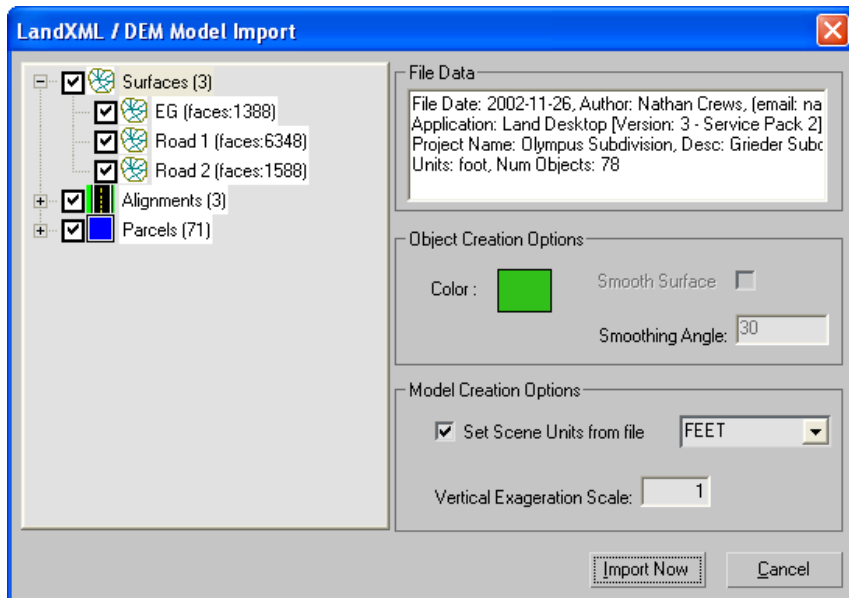 LandXML / DEM Model Import
Surfaces (3)
EG (faces:1388)
Road 1 (faces:6348)
Road 2 (faces:1588)
Alignments (3)
Parcels (71)
File Data
File Date: 2002-11-26, Author: Nathan Crews, (email: na
Application: Land Desktop [Version: 3 - Service Pack 2]
Project Name: Olympus Subdivision, Desc: Grieder Subd
Units: foot, Num Objects: 78
Object Creation Options
Color :
Smooth Surface
Smoothing Angle: 30
Model Creation Options
Set Scene Units from file FEET
Vertical Exageration Scale: 1
Import Now Cancel